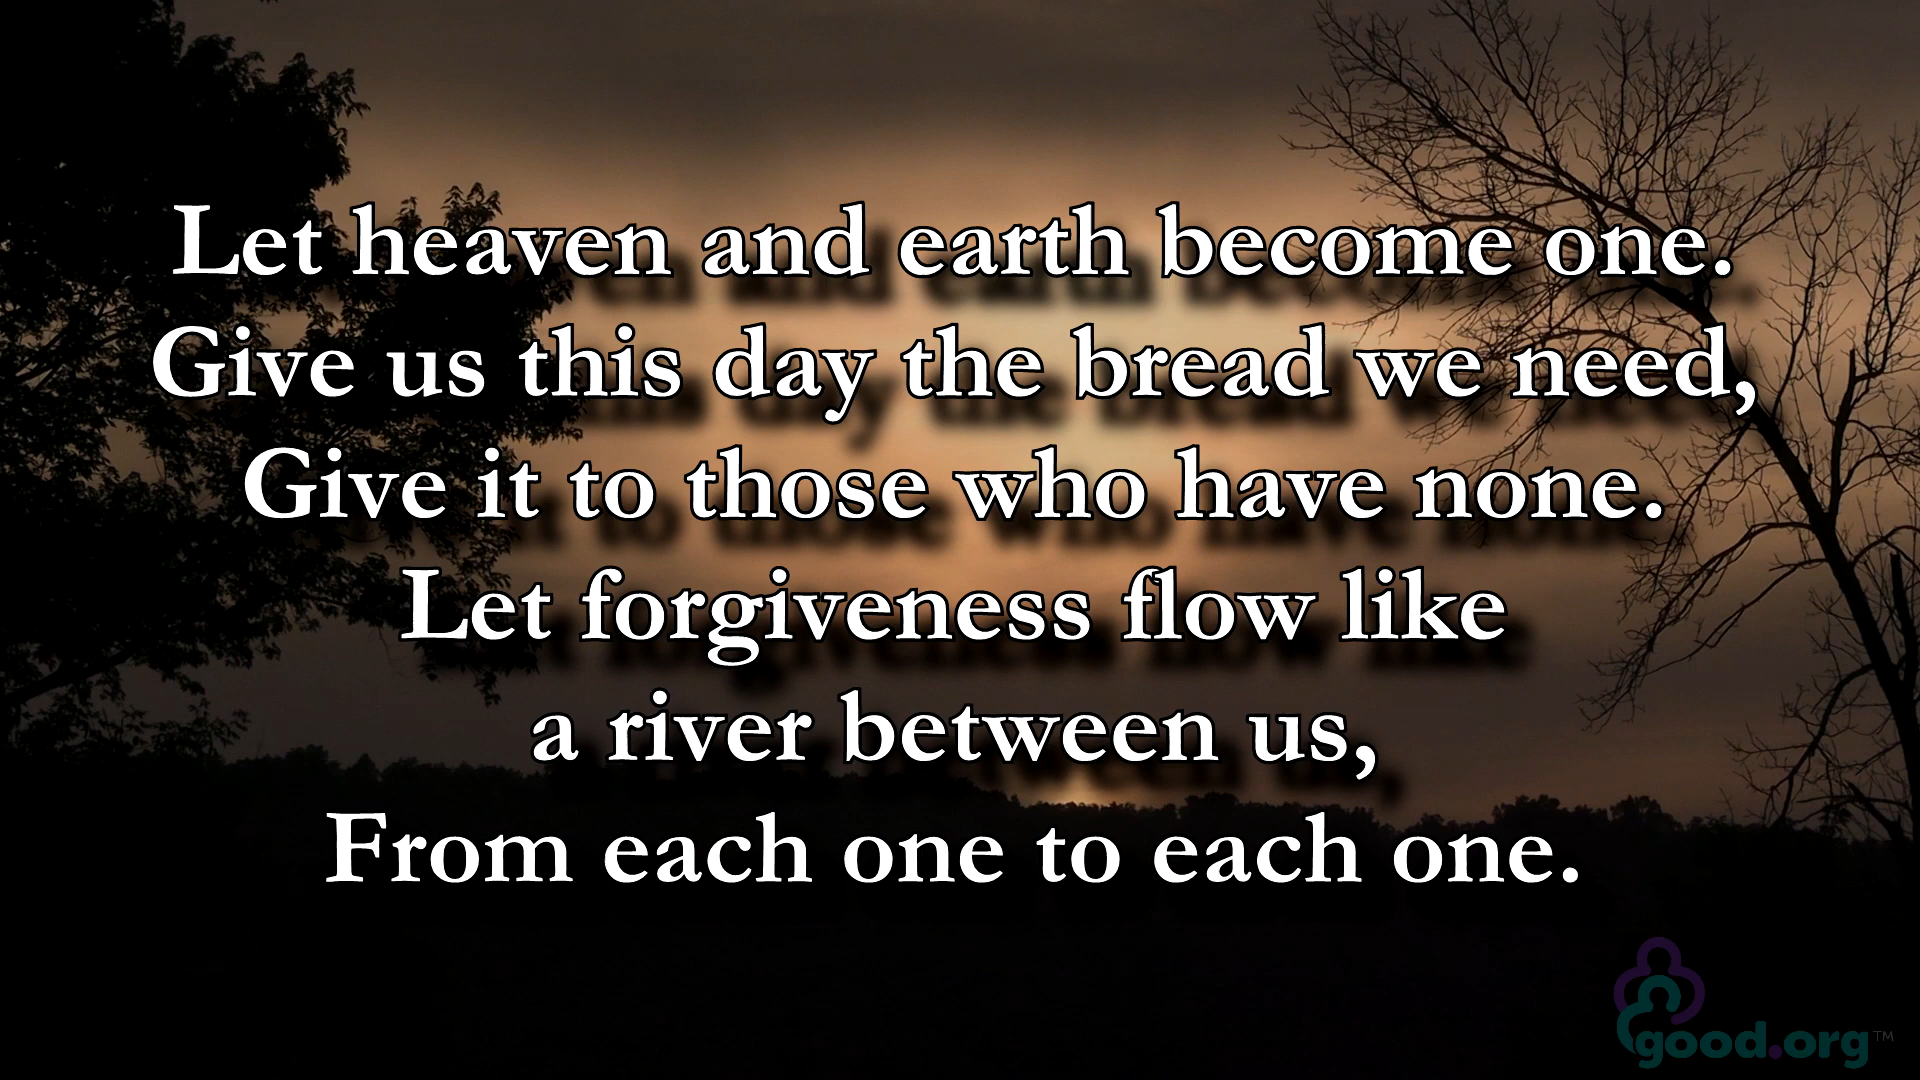 Let heaven and earth become one.
Give us this day the bread we need,
Give it to those who have none.
Let forgiveness flow like
a river between us,
From each one to each one.
good.org™